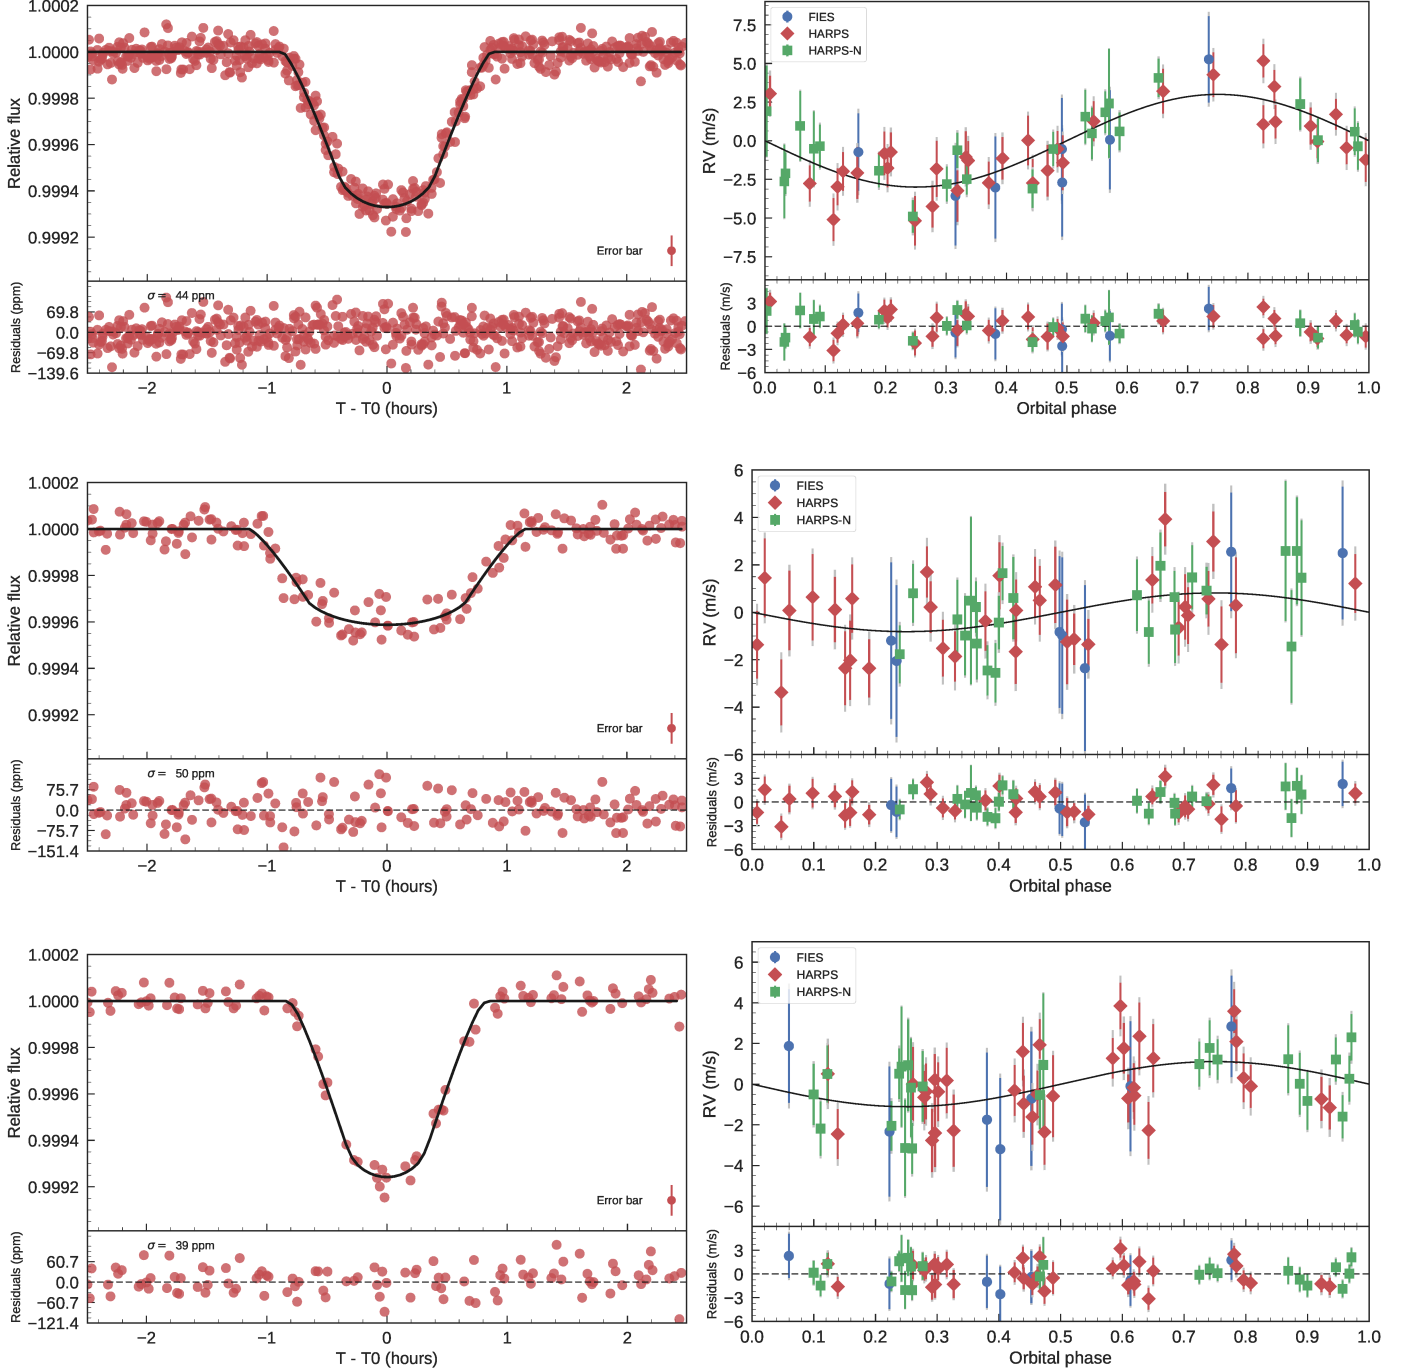 1.0002
1.0000
0.9998
0.9996
0.9994
0.9992
Relative flux
Error bar
σ = 44 ppm
69.8
0.0
−69.8
−139.6
Residuals (ppm)
−2 −1 0 1 2
T - T0 (hours)
FIES
HARPS
HARPS-N
7.5
5.0
2.5
0.0
−2.5
−5.0
−7.5
RV (m/s)
3
0
−3
−6
Residuals (m/s)
0.0 0.1 0.2 0.3 0.4 0.5 0.6 0.7 0.8 0.9 1.0
Orbital phase
1.0002
1.0000
0.9998
0.9996
0.9994
0.9992
Relative flux
Error bar
σ = 50 ppm
75.7
0.0
−75.7
−151.4
Residuals (ppm)
−2 −1 0 1 2
T - T0 (hours)
FIES
HARPS
HARPS-N
6
4
2
0
−2
−4
−6
RV (m/s)
3
0
−3
−6
Residuals (m/s)
0.0 0.1 0.2 0.3 0.4 0.5 0.6 0.7 0.8 0.9 1.0
Orbital phase
1.0002
1.0000
0.9998
0.9996
0.9994
0.9992
Relative flux
Error bar
σ = 39 ppm
60.7
0.0
−60.7
−121.4
Residuals (ppm)
−2 −1 0 1 2
T - T0 (hours)
FIES
HARPS
HARPS-N
6
4
2
0
−2
−4
−6
RV (m/s)
3
0
−3
−6
Residuals (m/s)
0.0 0.1 0.2 0.3 0.4 0.5 0.6 0.7 0.8 0.9 1.0
Orbital phase